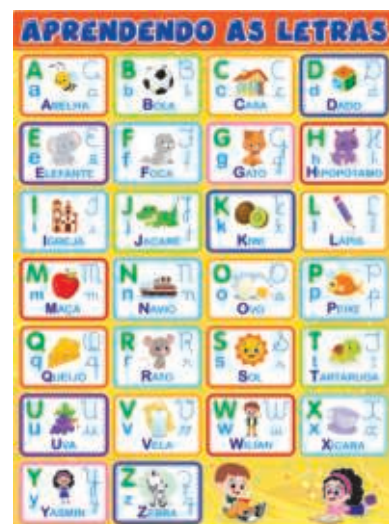 APRENDENDO AS LETRAS
A a ABELHA
B b BOLA
C c CASA
D d DADO
E e ELEFANTE
F f FOCA
G g GATO
H h HIPOPÓTAMO
I i IGREJA
J j JACARÉ
K k KIWI
L l LÁPIS
M m MAÇÃ
N n NAVIO
O o OVO
P p PEIXE
Q q QUEIJO
R r RATO
S s SOL
T t TARTARUGA
U u UVA
V v VELA
W w WILIAN
X x XÍCARA
Y y YASMIN
Z z ZEBRA